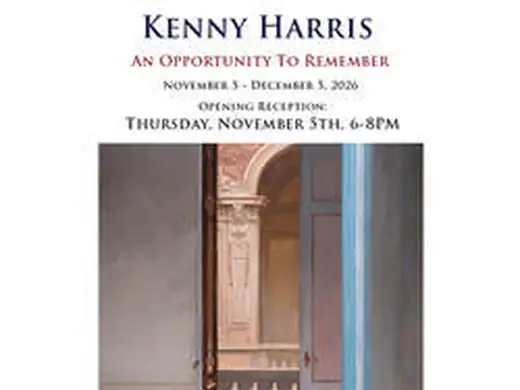 Kenny Harris
An Opportunity To Remember
November 5 - December 5, 2026
Opening Reception:
Thursday, November 5th, 6-8pm